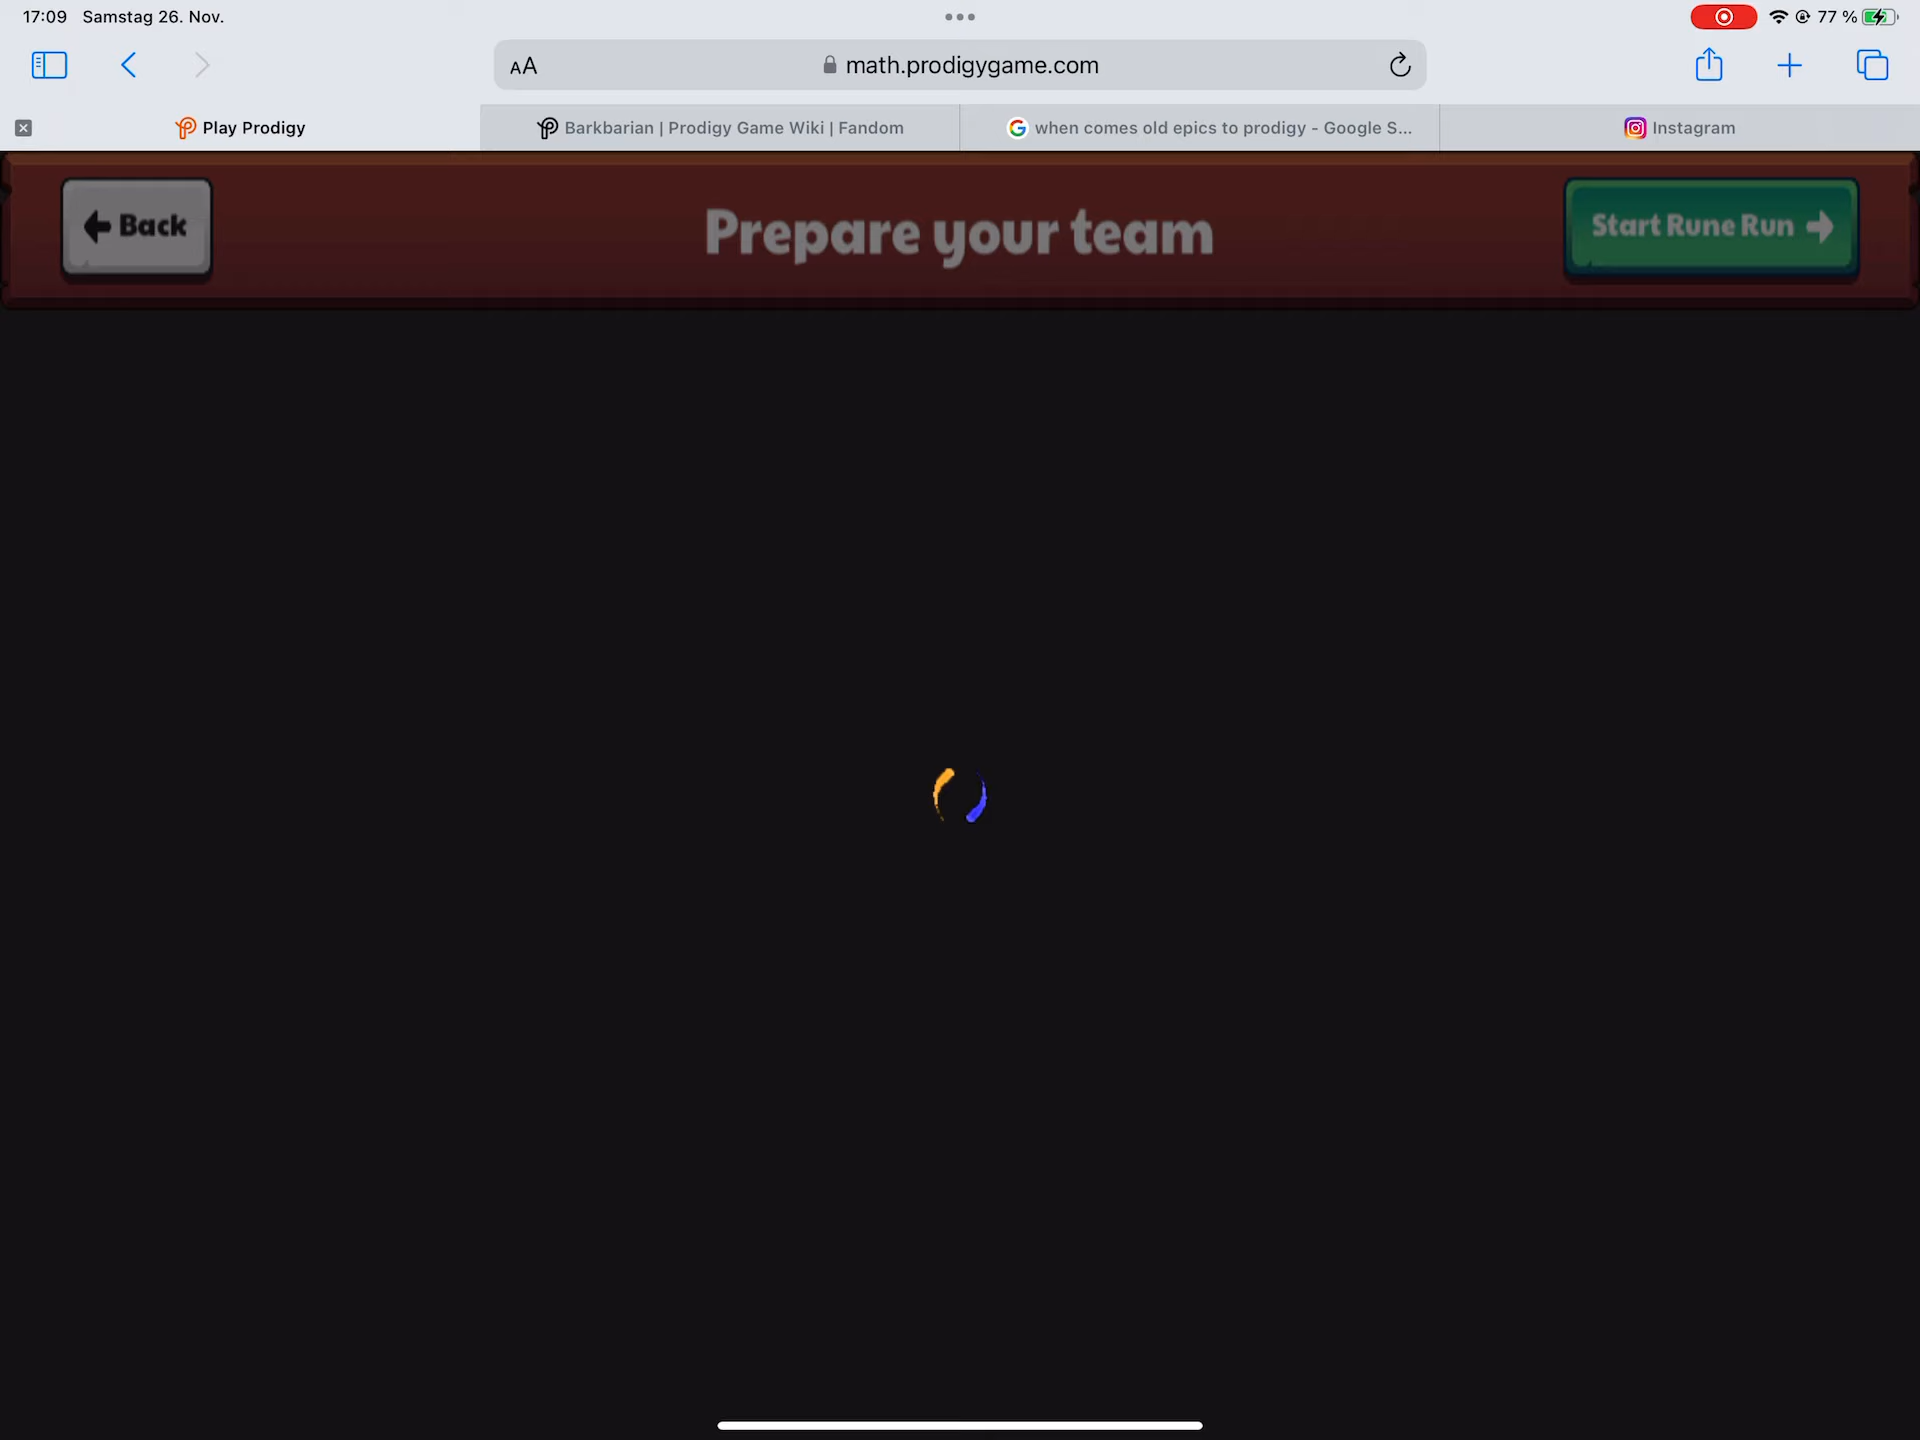 17:09 Samstag 26. Nov.
77 %
AA
math.prodigygame.com
Play Prodigy
Barkbarian | Prodigy Game Wiki | Fandom
when comes old epics to prodigy - Google S...
Instagram
Back
Prepare your team
Start Rune Run